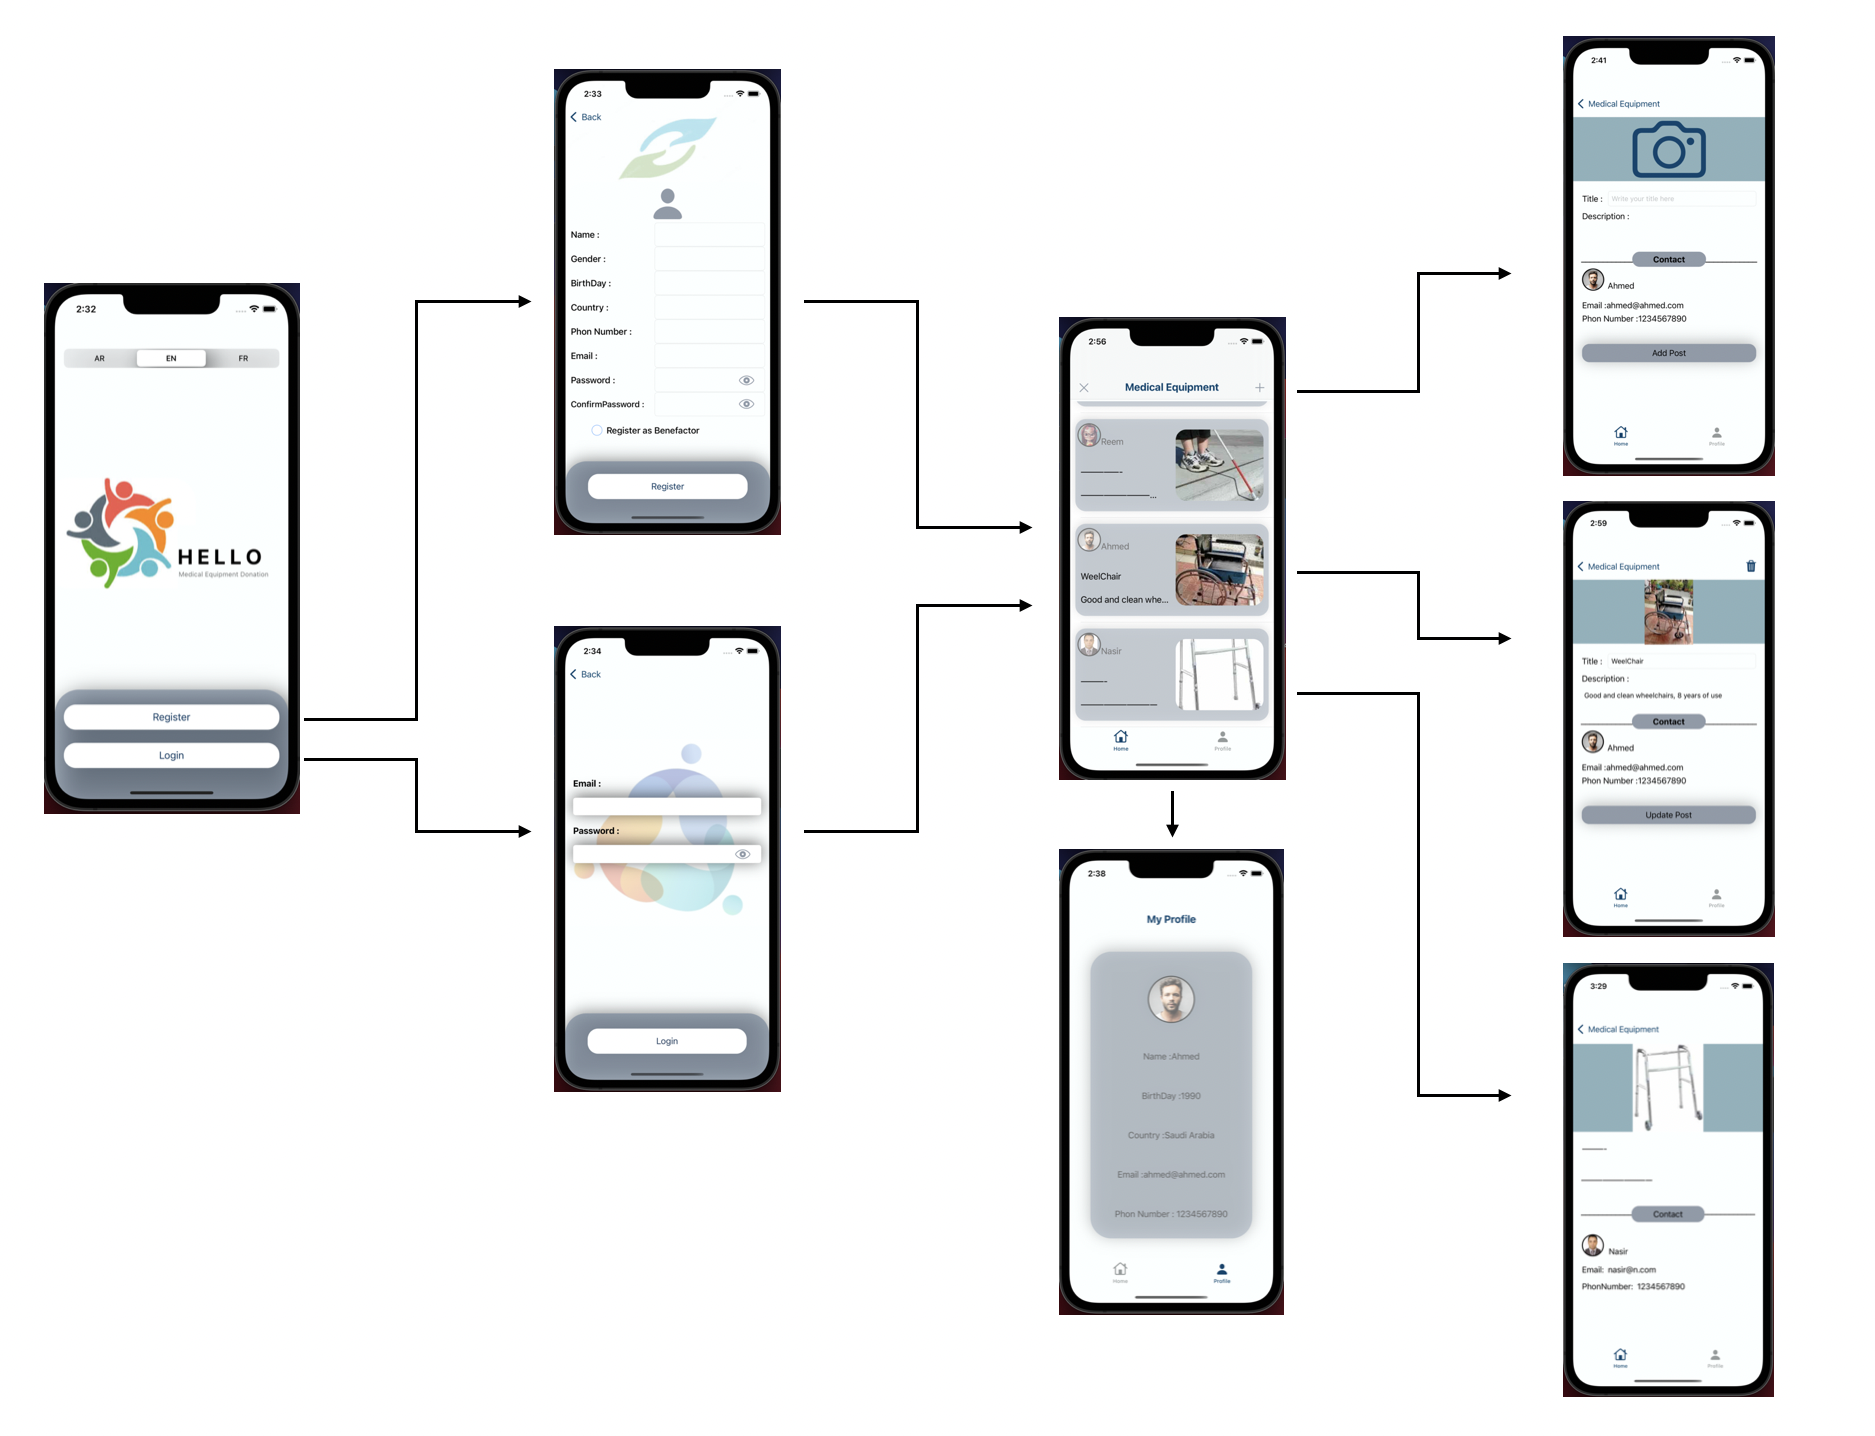 2:32
AR EN FR
HELLO
Medical Equipment Donation
Register
Login
2:33
Back
Name :
Gender :
BirthDay :
Country :
Phon Number :
Email :
Password :
ConfirmPassword :
Register as Benefactor
Register
2:34
Back
Email :
Password :
Login
2:56
Medical Equipment
Reem
Ahmed
WeelChair
Good and clean whe...
Nasir
Home Profile
2:38
My Profile
Name :Ahmed
BirthDay :1990
Country :Saudi Arabia
Email :ahmed@ahmed.com
Phon Number : 1234567890
Home Profile
2:41
Medical Equipment
Title : Write your title here
Description :
Contact
Ahmed
Email :ahmed@ahmed.com
Phon Number :1234567890
Add Post
Home Profile
2:59
Medical Equipment
Title : WeelChair
Description :
Good and clean wheelchairs, 8 years of use
Contact
Ahmed
Email :ahmed@ahmed.com
Phon Number :1234567890
Update Post
Home Profile
3:29
Medical Equipment
Contact
Nasir
Email: nasir@n.com
PhonNumber: 1234567890
Home Profile